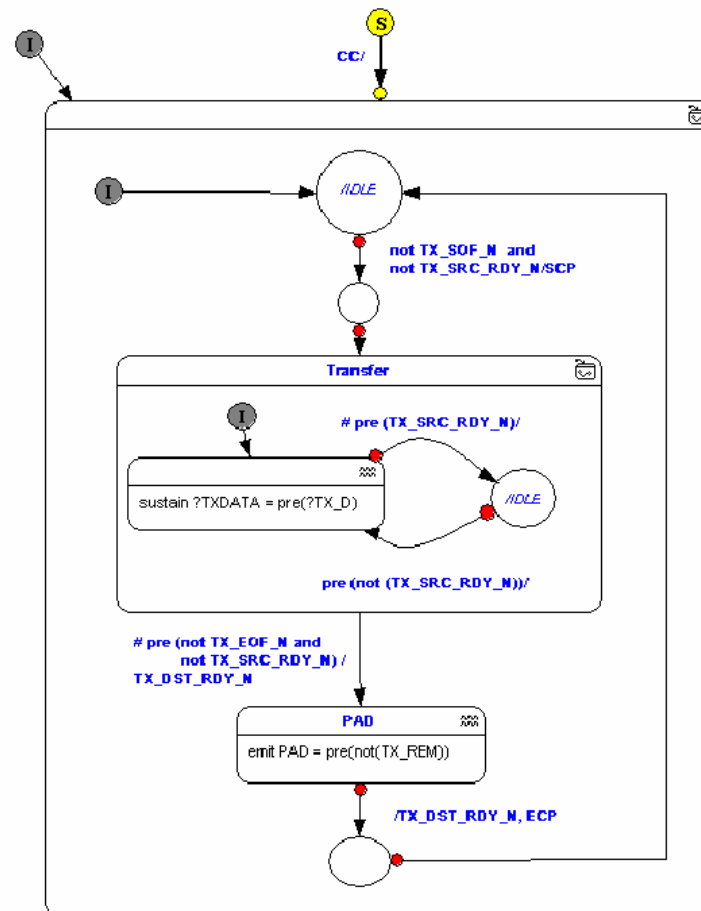 S
I
CC/
I
/IDLE
not TX_SOF_N and
not TX_SRC_RDY_N/SCP
Transfer
I
# pre (TX_SRC_RDY_N)/
sustain ?TXDATA = pre(?TX_D)
/IDLE
pre (not (TX_SRC_RDY_N))/
# pre (not TX_EOF_N and
not TX_SRC_RDY_N) /
TX_DST_RDY_N
PAD
emit PAD = pre(not(TX_REM))
/TX_DST_RDY_N, ECP